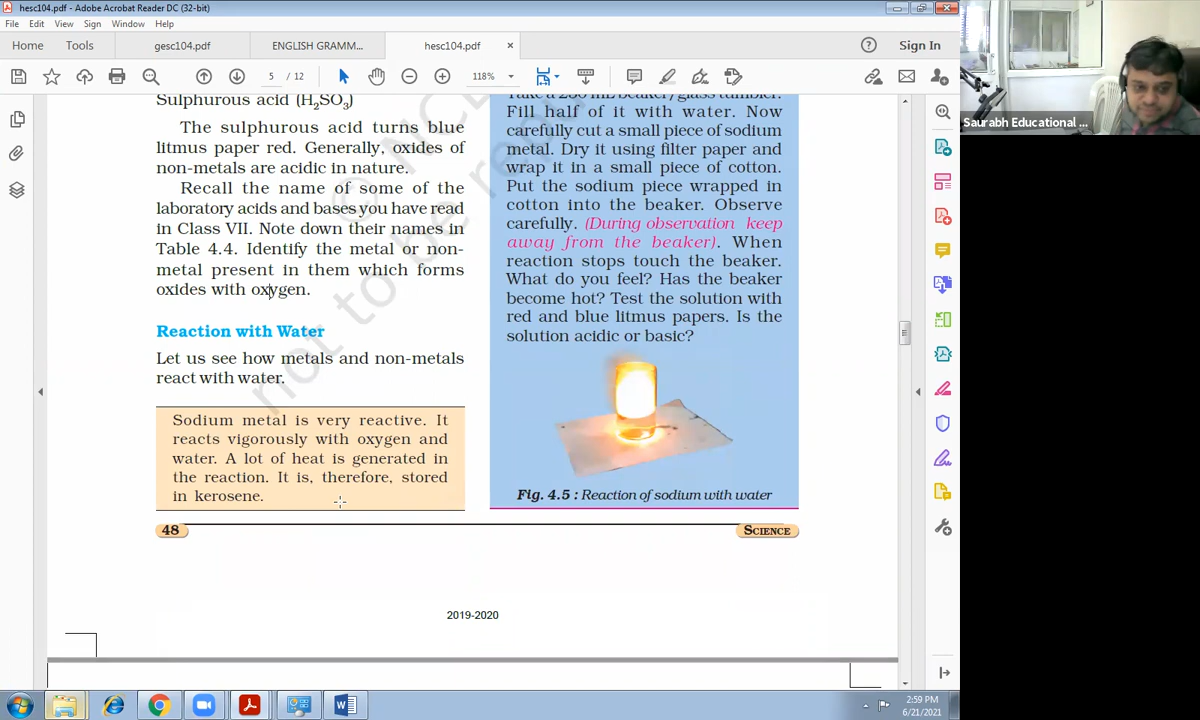 hesc104.pdf - Adobe Acrobat Reader DC (32-bit)
File Edit View Sign Window Help
Home Tools gesc104.pdf ENGLISH GRAMM... hesc104.pdf × Sign In
5 / 12 118%
Sulphurous acid (H₂SO₃)
The sulphurous acid turns blue
litmus paper red. Generally, oxides of
non-metals are acidic in nature.
Recall the name of some of the
laboratory acids and bases you have read
in Class VII. Note down their names in
Table 4.4. Identify the metal or non-
metal present in them which forms
oxides with oxygen.
Reaction with Water
Let us see how metals and non-metals
react with water.
Sodium metal is very reactive. It
reacts vigorously with oxygen and
water. A lot of heat is generated in
the reaction. It is, therefore, stored
in kerosene.
Take a 250 mL beaker/glass tumbler.
Fill half of it with water. Now
carefully cut a small piece of sodium
metal. Dry it using filter paper and
wrap it in a small piece of cotton.
Put the sodium piece wrapped in
cotton into the beaker. Observe
carefully. (During observation keep
away from the beaker). When
reaction stops touch the beaker.
What do you feel? Has the beaker
become hot? Test the solution with
red and blue litmus papers. Is the
solution acidic or basic?
Fig. 4.5 : Reaction of sodium with water
48 SCIENCE
2019-2020
© NC
not to be re
Saurabh Educational ...
2:59 PM
6/21/2021